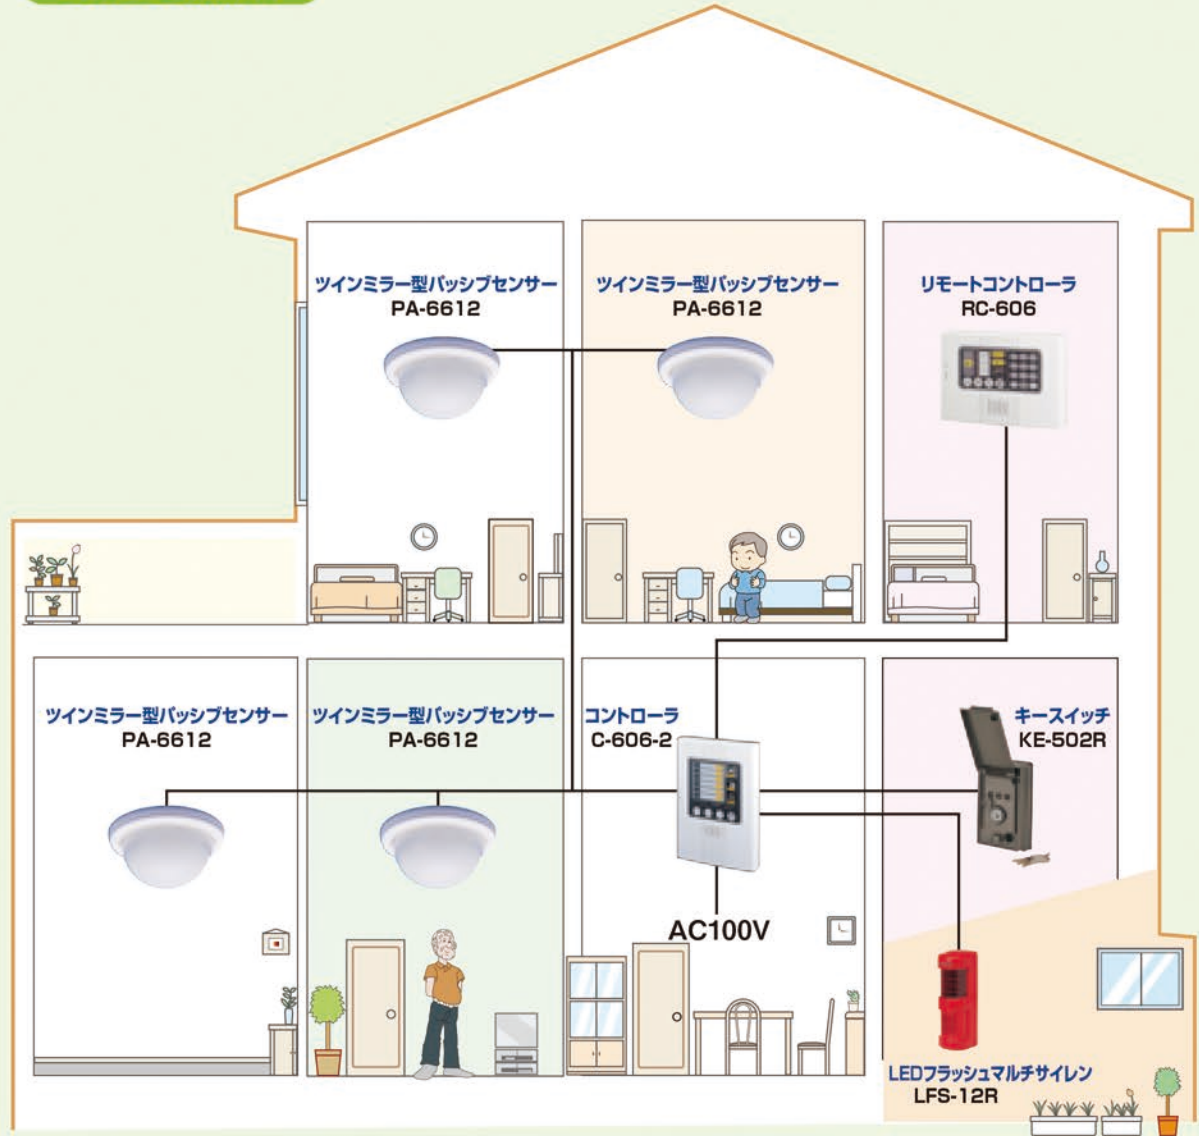 ツインミラー型パッシブセンサー
PA-6612
ツインミラー型パッシブセンサー
PA-6612
リモートコントローラ
RC-606
ツインミラー型パッシブセンサー
PA-6612
ツインミラー型パッシブセンサー
PA-6612
コントローラ
C-606-2
キースイッチ
KE-502R
AC100V
LEDフラッシュマルチサイレン
LFS-12R